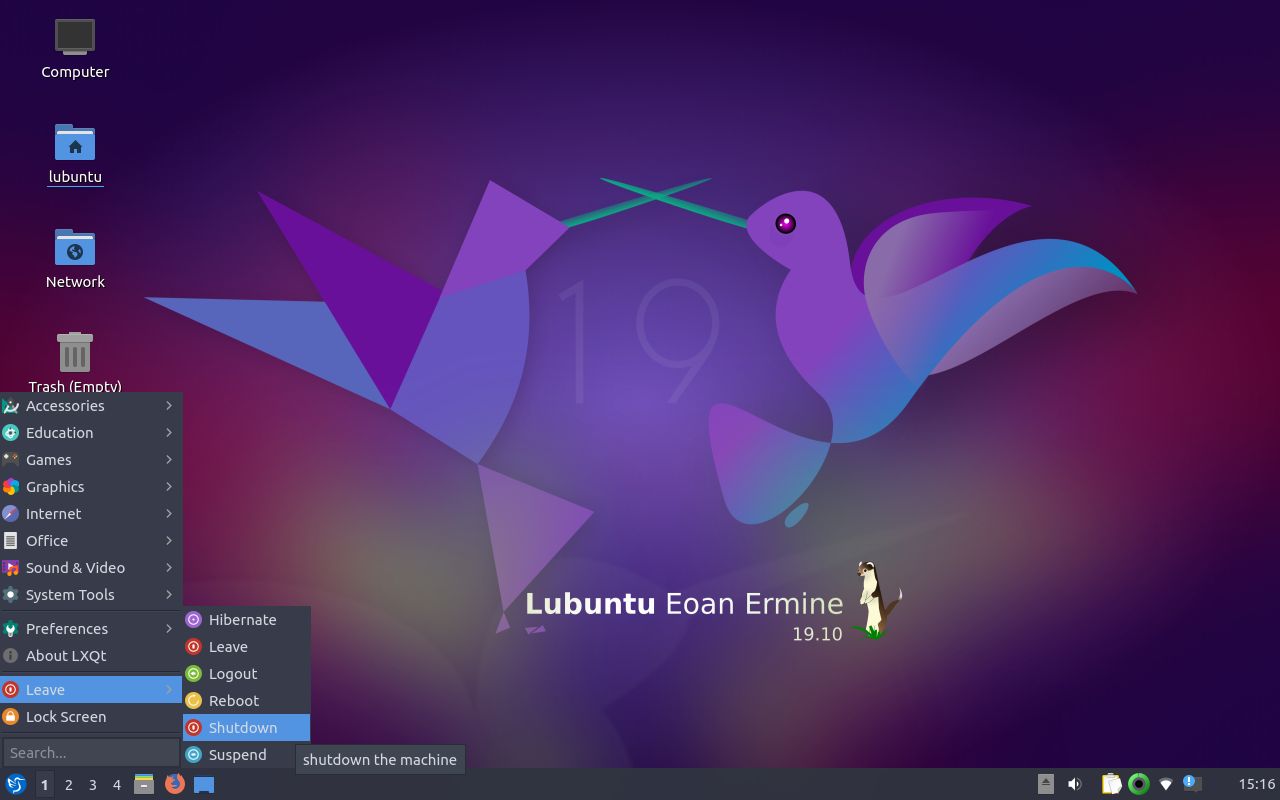 Computer
lubuntu
Network
Trash (Empty)
19
Lubuntu Eoan Ermine
19.10
Accessories
Education
Games
Graphics
Internet
Office
Sound & Video
System Tools
Preferences
About LXQt
Leave
Lock Screen
Search...
Hibernate
Leave
Logout
Reboot
Shutdown
Suspend
shutdown the machine
1 2 3 4
15:16